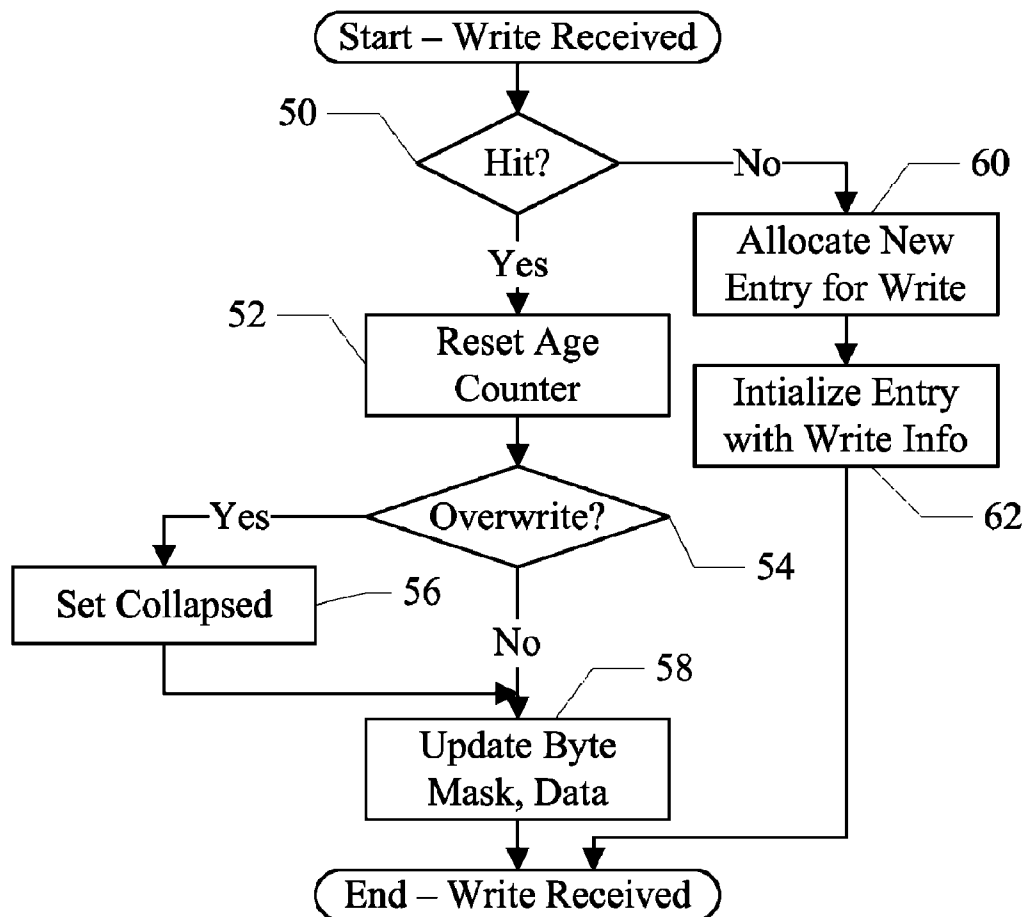 Start – Write Received
50
Hit?
No
60
Allocate New
Entry for Write
Yes
52
Reset Age
Counter
Intialize Entry
with Write Info
62
Yes
Overwrite?
54
Set Collapsed
56
No
58
Update Byte
Mask, Data
End – Write Received